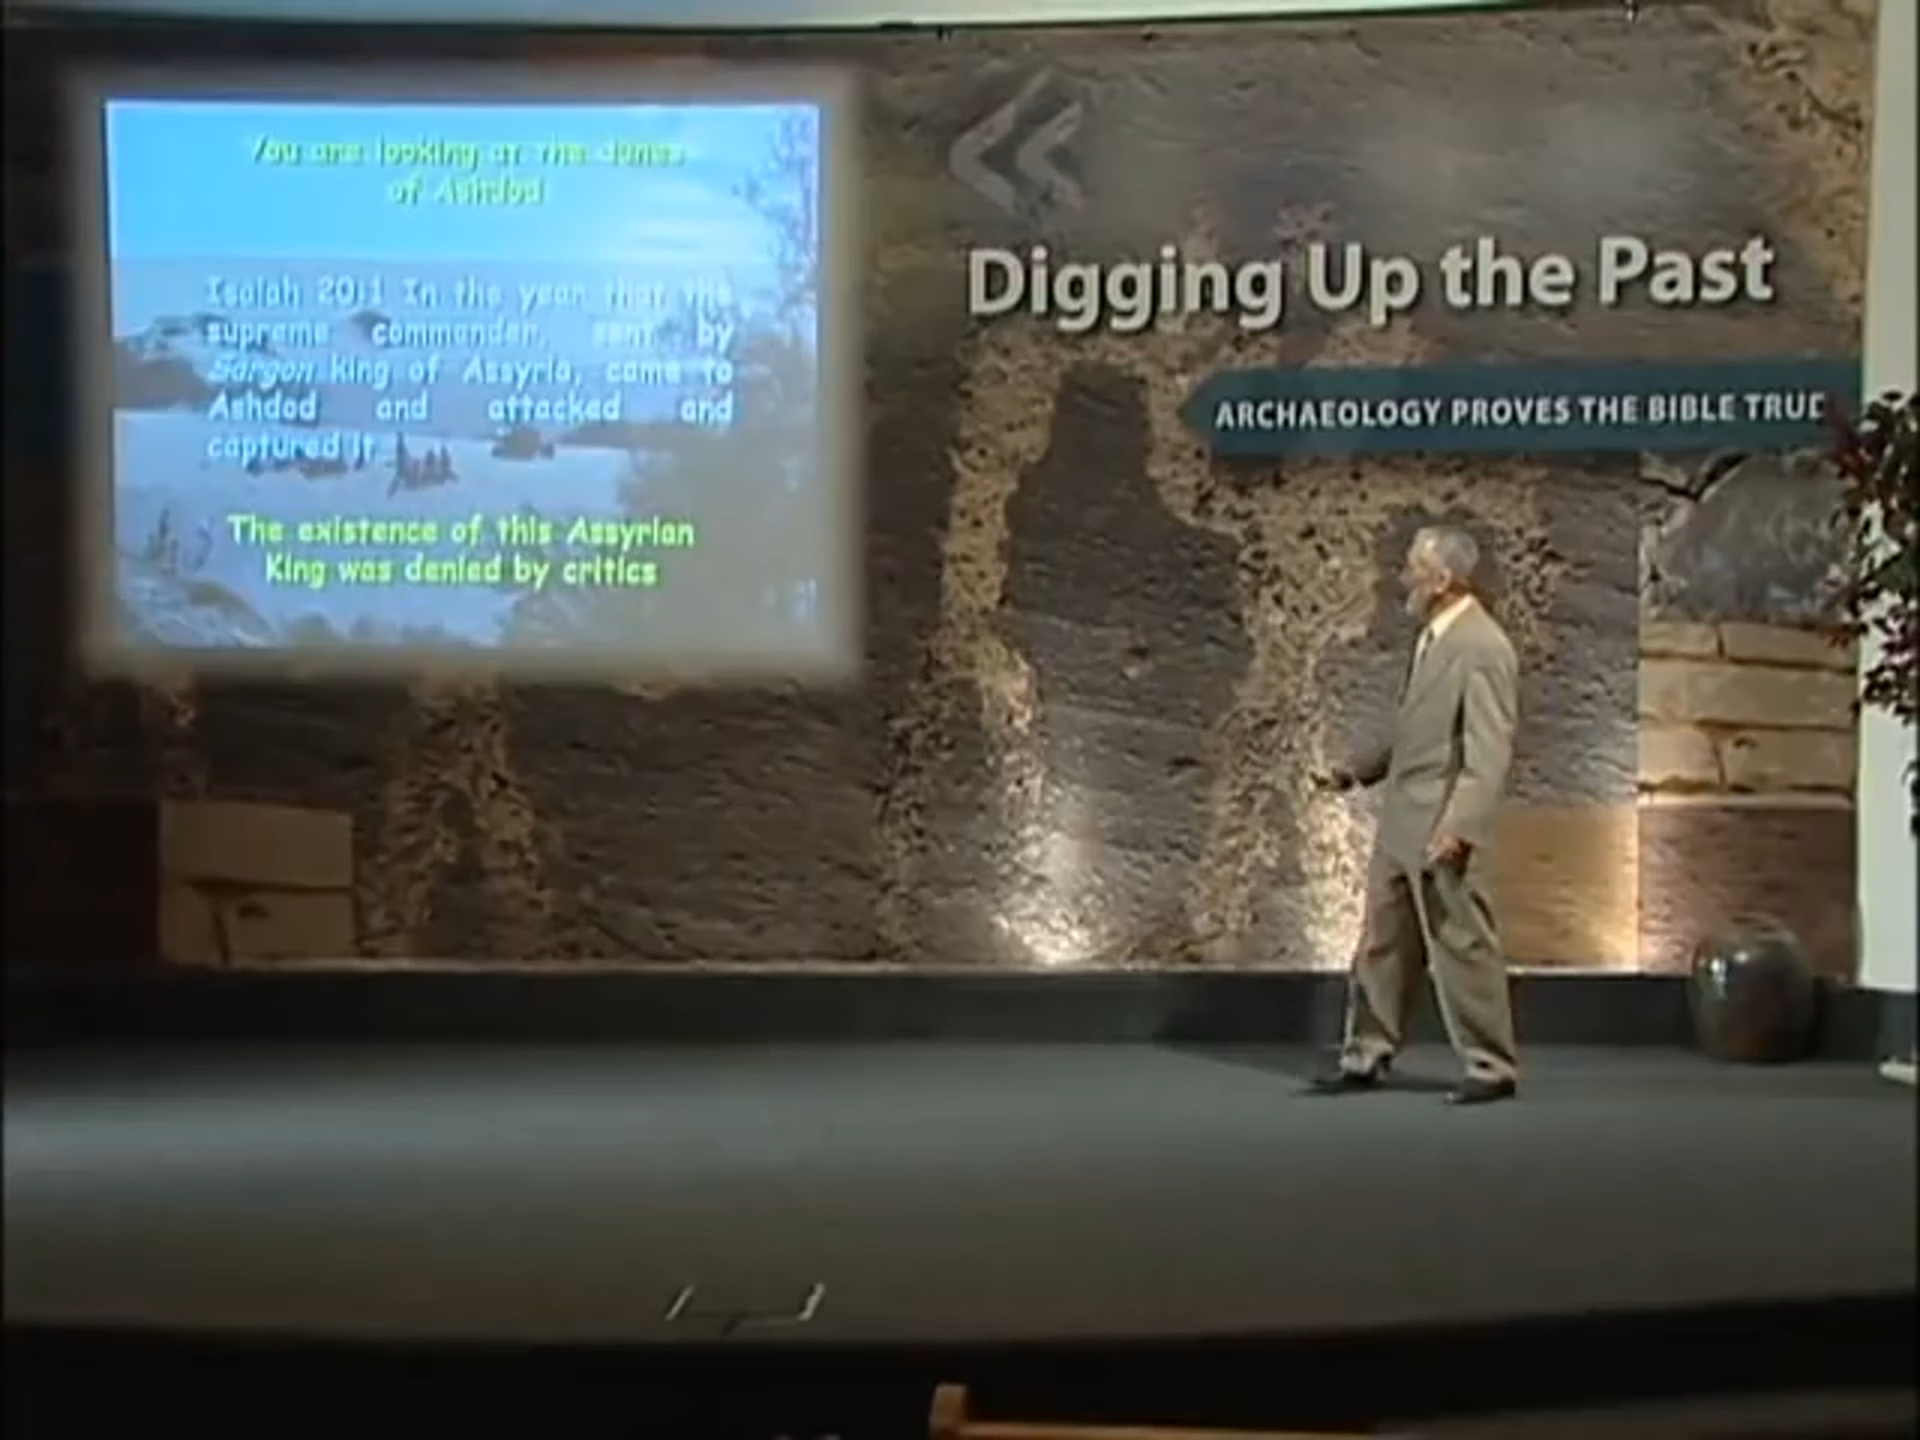 You are looking at the dunes
of Ashdod
Isaiah 20:1 In the year that the
supreme commander, sent by
Sargon king of Assyria, came to
Ashdod and attacked and
captured it
The existence of this Assyrian
King was denied by critics
Digging Up the Past
ARCHAEOLOGY PROVES THE BIBLE TRUE